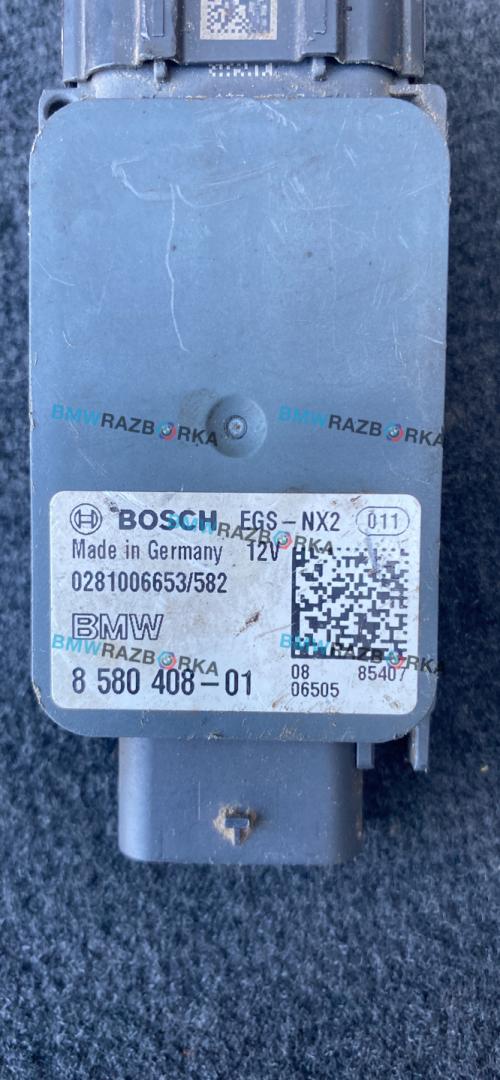 BMWRAZBORKA BMWRAZBORKA
BOSCH EGS-NX2 011
BMWRAZBORKA
Made in Germany 12V
0281006653/582
BMW
BMWRAZBORKA BMWRAZBORKA
8 580 408-01
08 85407
06505